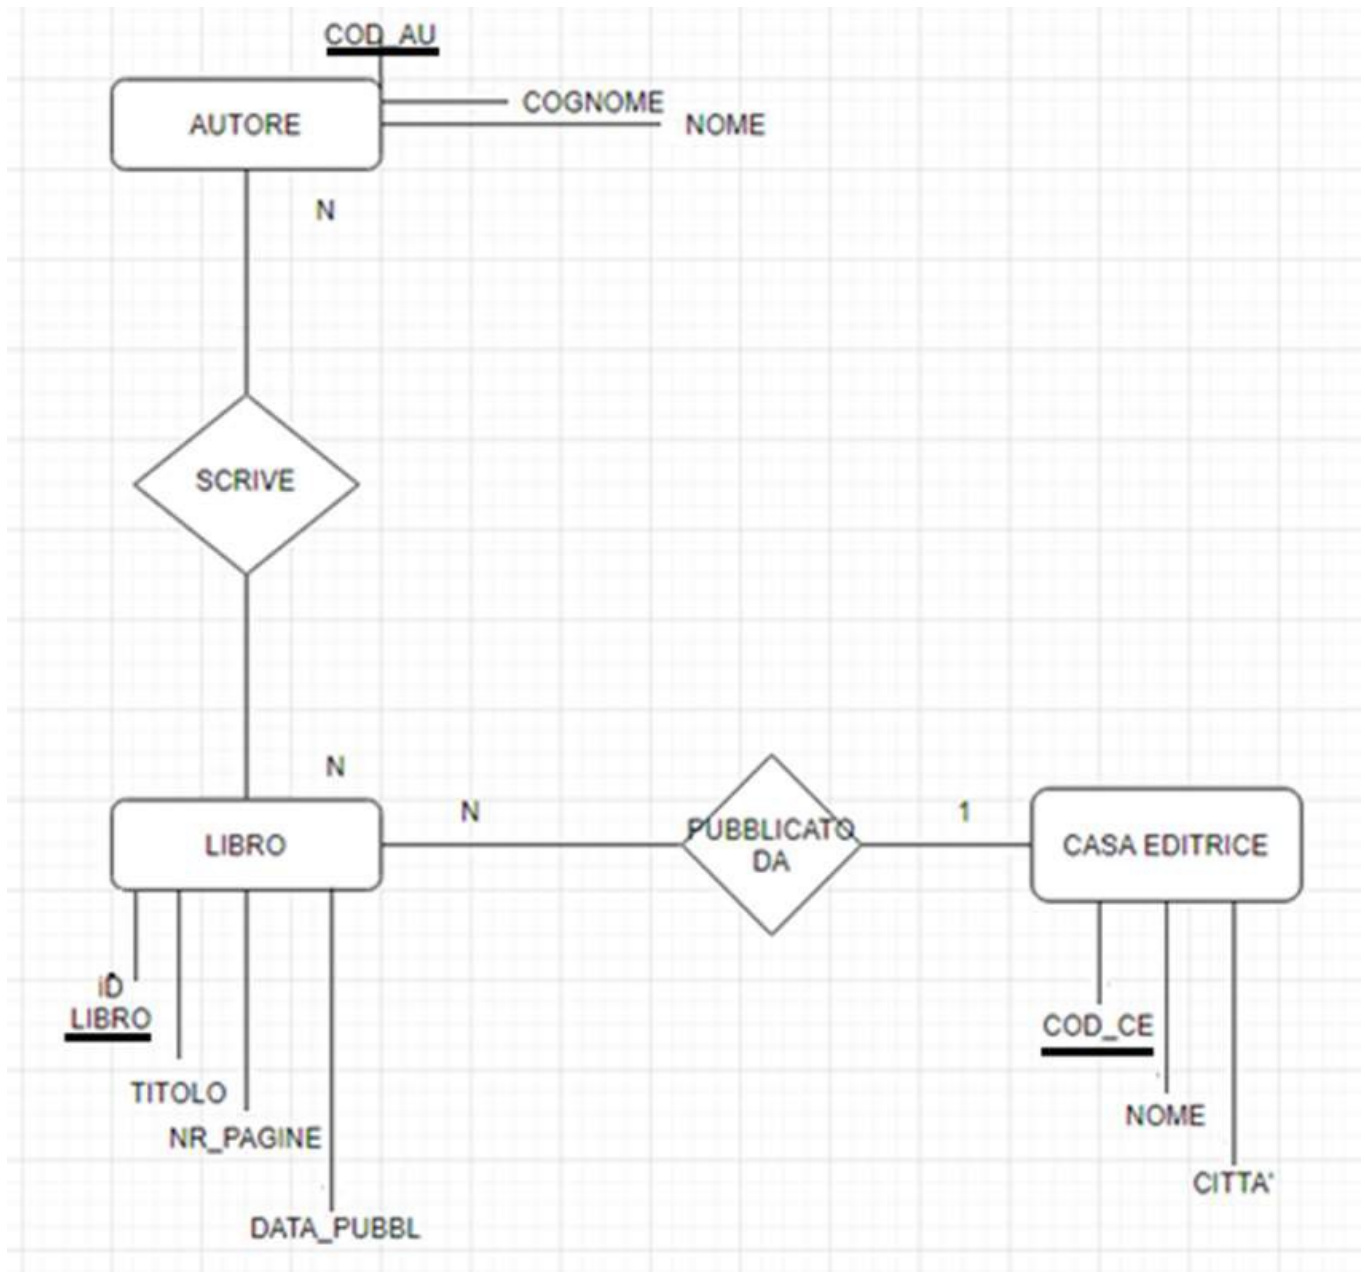 COD_AU
COGNOME
AUTORE
NOME
N
SCRIVE
N
N
1
PUBBLICATO
DA
LIBRO
CASA EDITRICE
ID
LIBRO
COD_CE
TITOLO
NOME
NR_PAGINE
CITTA'
DATA_PUBBL